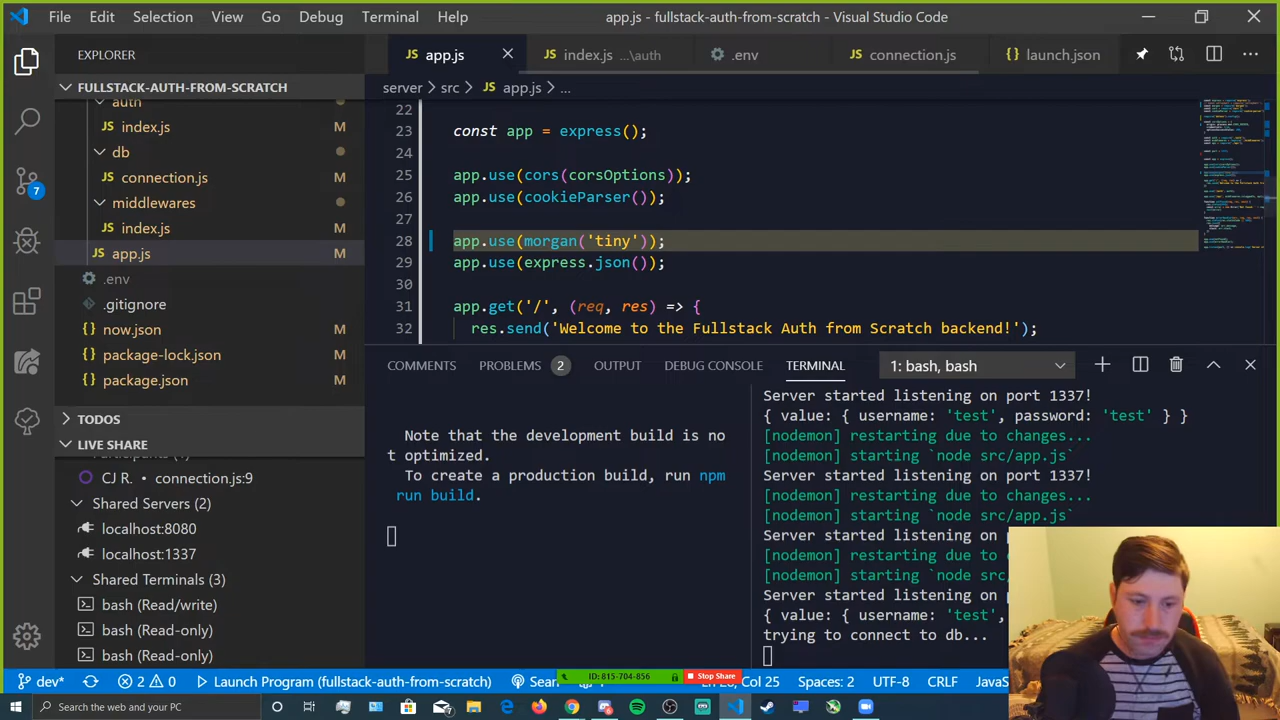 File Edit Selection View Go Debug Terminal Help app.js - fullstack-auth-from-scratch - Visual Studio Code
EXPLORER
FULLSTACK-AUTH-FROM-SCRATCH
auth
JS index.js M
db
JS connection.js M
middlewares
JS index.js M
JS app.js M
.env
.gitignore M
{} now.json M
{} package-lock.json M
{} package.json M
TODOS
LIVE SHARE
Participants
CJ R. • connection.js:9
Shared Servers (2)
localhost:8080
localhost:1337
Shared Terminals (3)
bash (Read/write)
bash (Read-only)
bash (Read-only)
7
JS app.js JS index.js ...\auth .env JS connection.js {} launch.json
server > src > JS app.js > ...
22
23 const app = express();
24
25 app.usecors(corsOptions));
26 app.use(cookieParser());
27
28 app.use(morgan('tiny'));
29 app.use(express.json());
30
31 app.get('/', (req, res) => {
32 res.send('Welcome to the Fullstack Auth from Scratch backend!');
COMMENTS PROBLEMS 2 OUTPUT DEBUG CONSOLE TERMINAL 1: bash, bash
Note that the development build is no
t optimized.
To create a production build, run npm
run build.
Server started listening on port 1337!
{ value: { username: 'test', password: 'test' } }
[nodemon] restarting due to changes...
[nodemon] starting `node src/app.js`
Server started listening on port 1337!
[nodemon] restarting due to changes...
[nodemon] starting `node src/app.js`
Server started listening on p
[nodemon] restarting due to c
[nodemon] starting `node src/
Server started listening on p
{ value: { username: 'test',
trying to connect to db...
dev* 2 0 Launch Program (fullstack-auth-from-scratch) Sean ID: 815-704-856 Stop Share Col 25 Spaces: 2 UTF-8 CRLF JavaS
Search the web and your PC